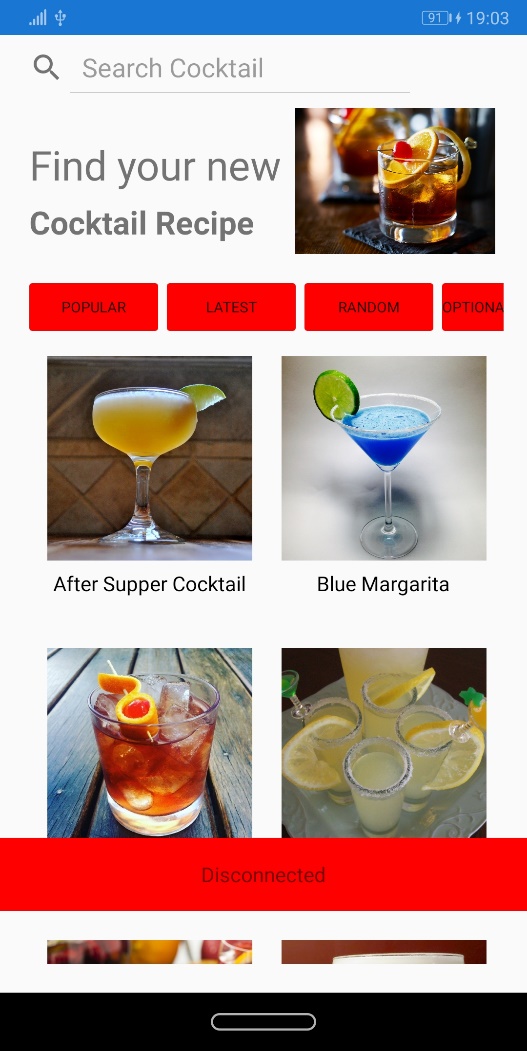 91 19:03
Search Cocktail
Find your new
Cocktail Recipe
POPULAR LATEST RANDOM OPTIONA
After Supper Cocktail Blue Margarita
Disconnected